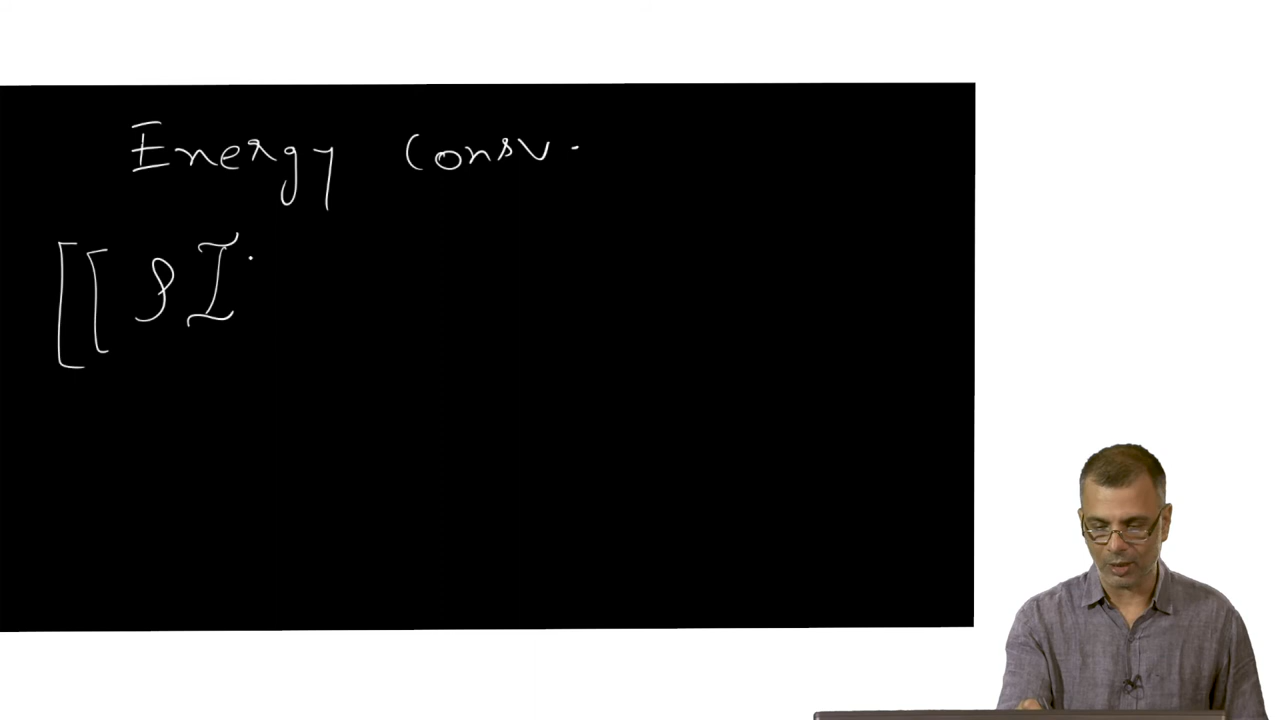 Energy Consv.
[[ ρI.